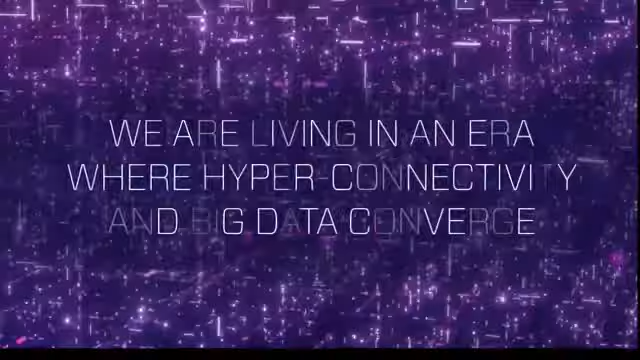 WE ARE LIVING IN AN ERA
WHERE HYPER-CONNECTIVITY
AND BIG DATA CONVERGE